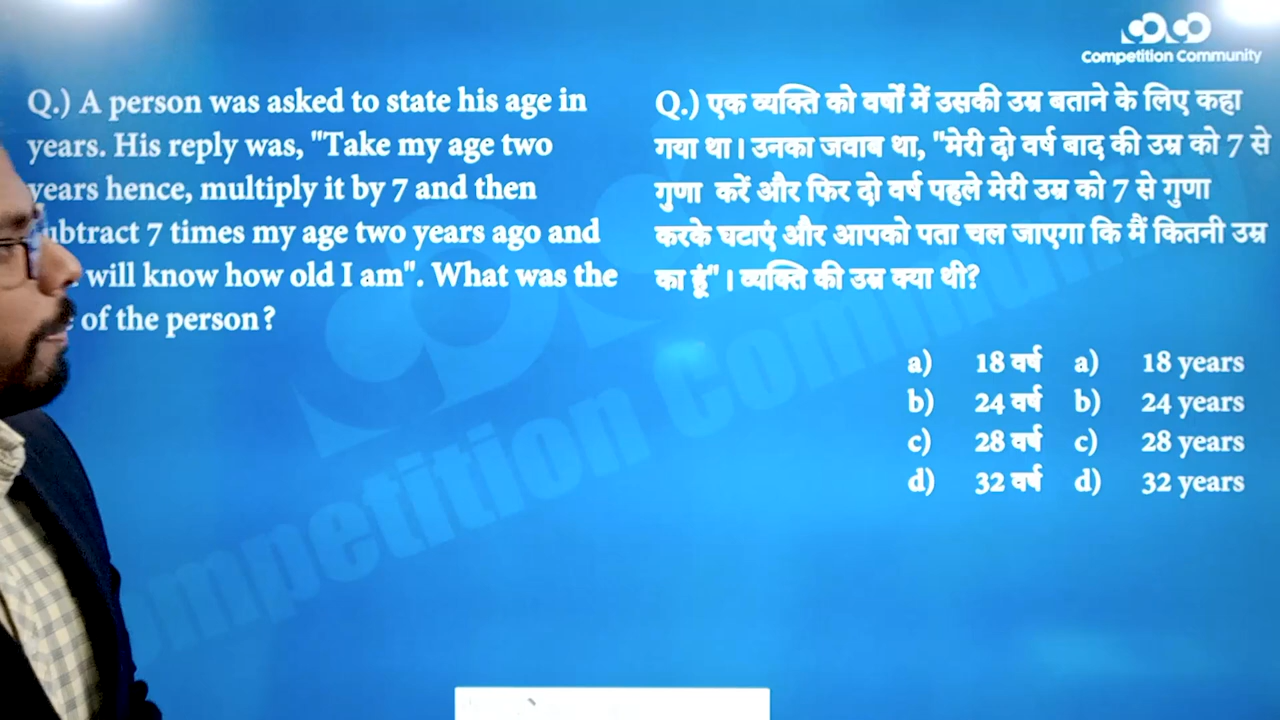 Competition Community
Q.) A person was asked to state his age in
years. His reply was, "Take my age two
years hence, multiply it by 7 and then
ubtract 7 times my age two years ago and
will know how old I am". What was the
of the person?
Q.) एक व्यक्ति को वर्षों में उसकी उम्र बताने के लिए कहा
गया था। उनका जवाब था, "मेरी दो वर्ष बाद की उम्र को 7 से
गुणा करें और फिर दो वर्ष पहले मेरी उम्र को 7 से गुणा
करके घटाएं और आपको पता चल जाएगा कि मैं कितनी उम्र
का हूं"। व्यक्ति की उम्र क्या थी?
a) 18 वर्ष a) 18 years
b) 24 वर्ष b) 24 years
c) 28 वर्ष c) 28 years
d) 32 वर्ष d) 32 years
mpetition Community